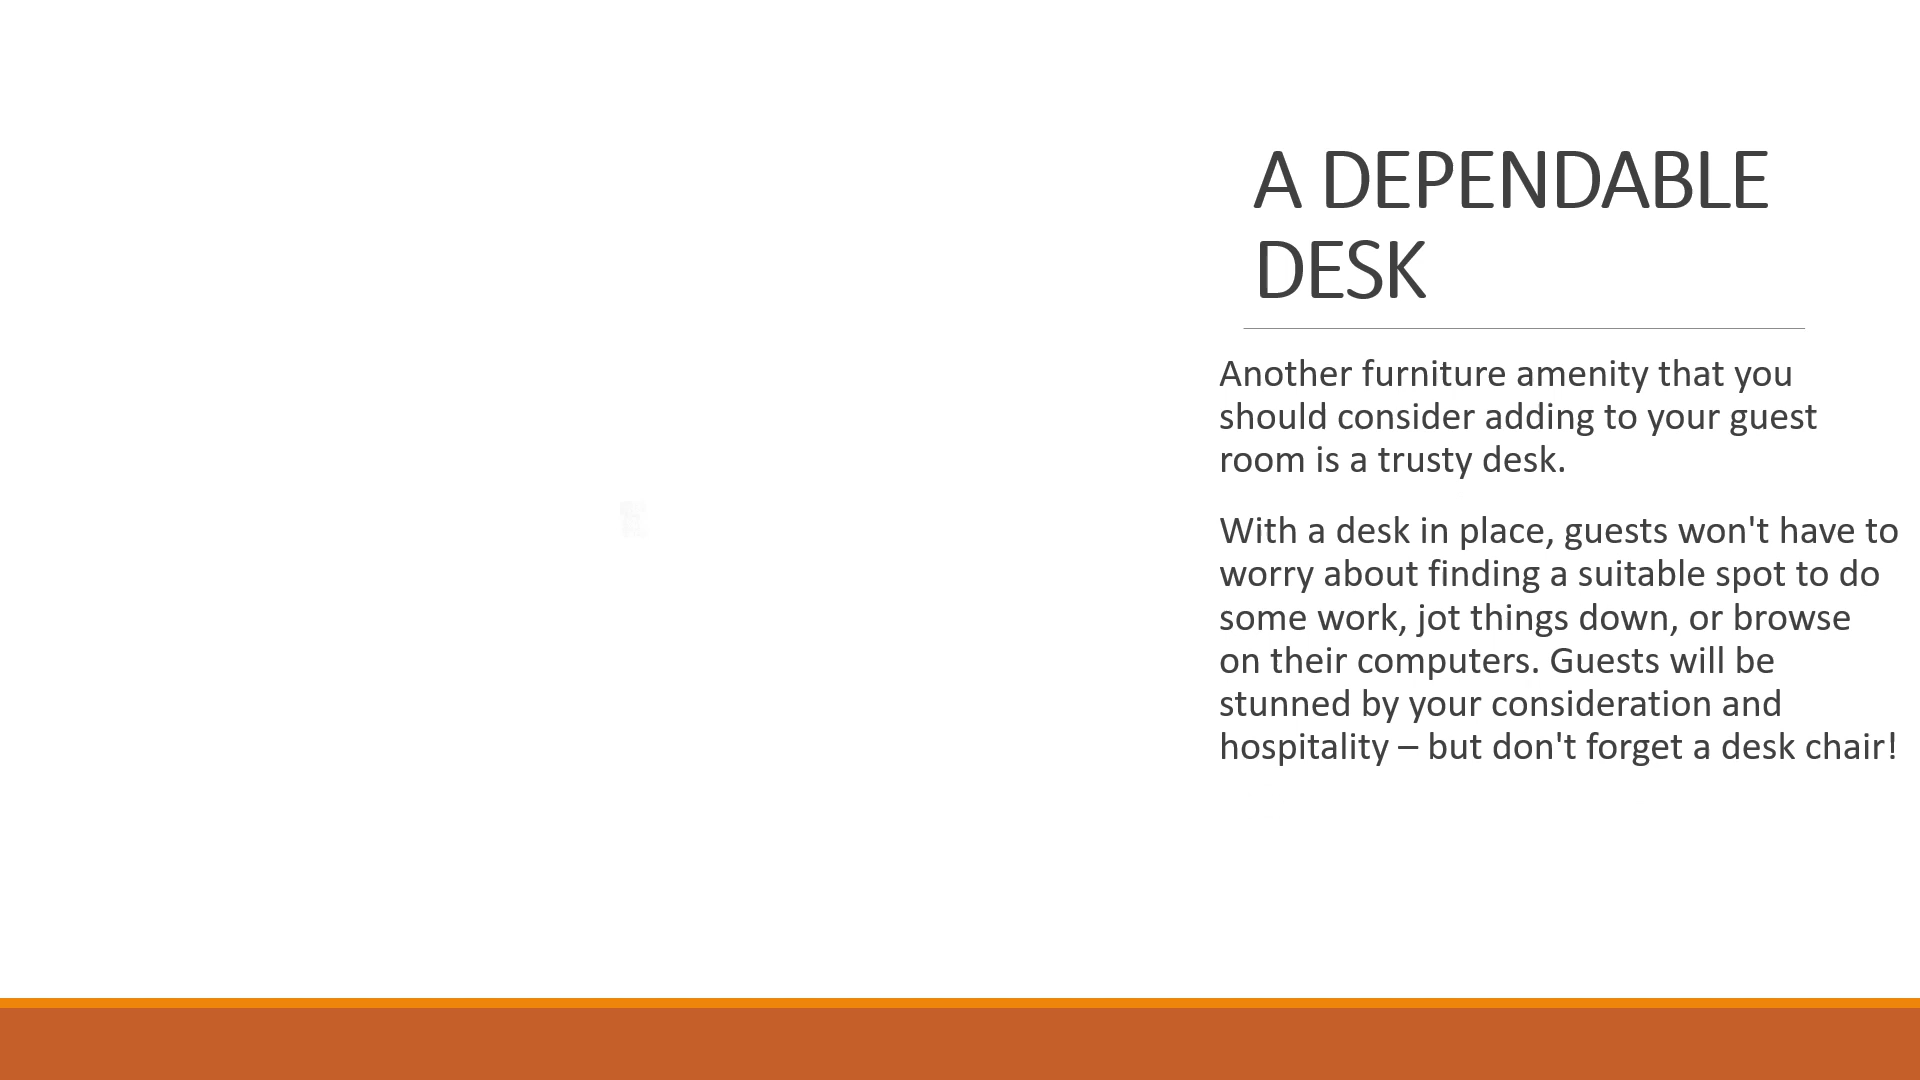 A DEPENDABLE
DESK
Another furniture amenity that you
should consider adding to your guest
room is a trusty desk.
With a desk in place, guests won't have to
worry about finding a suitable spot to do
some work, jot things down, or browse
on their computers. Guests will be
stunned by your consideration and
hospitality – but don't forget a desk chair!